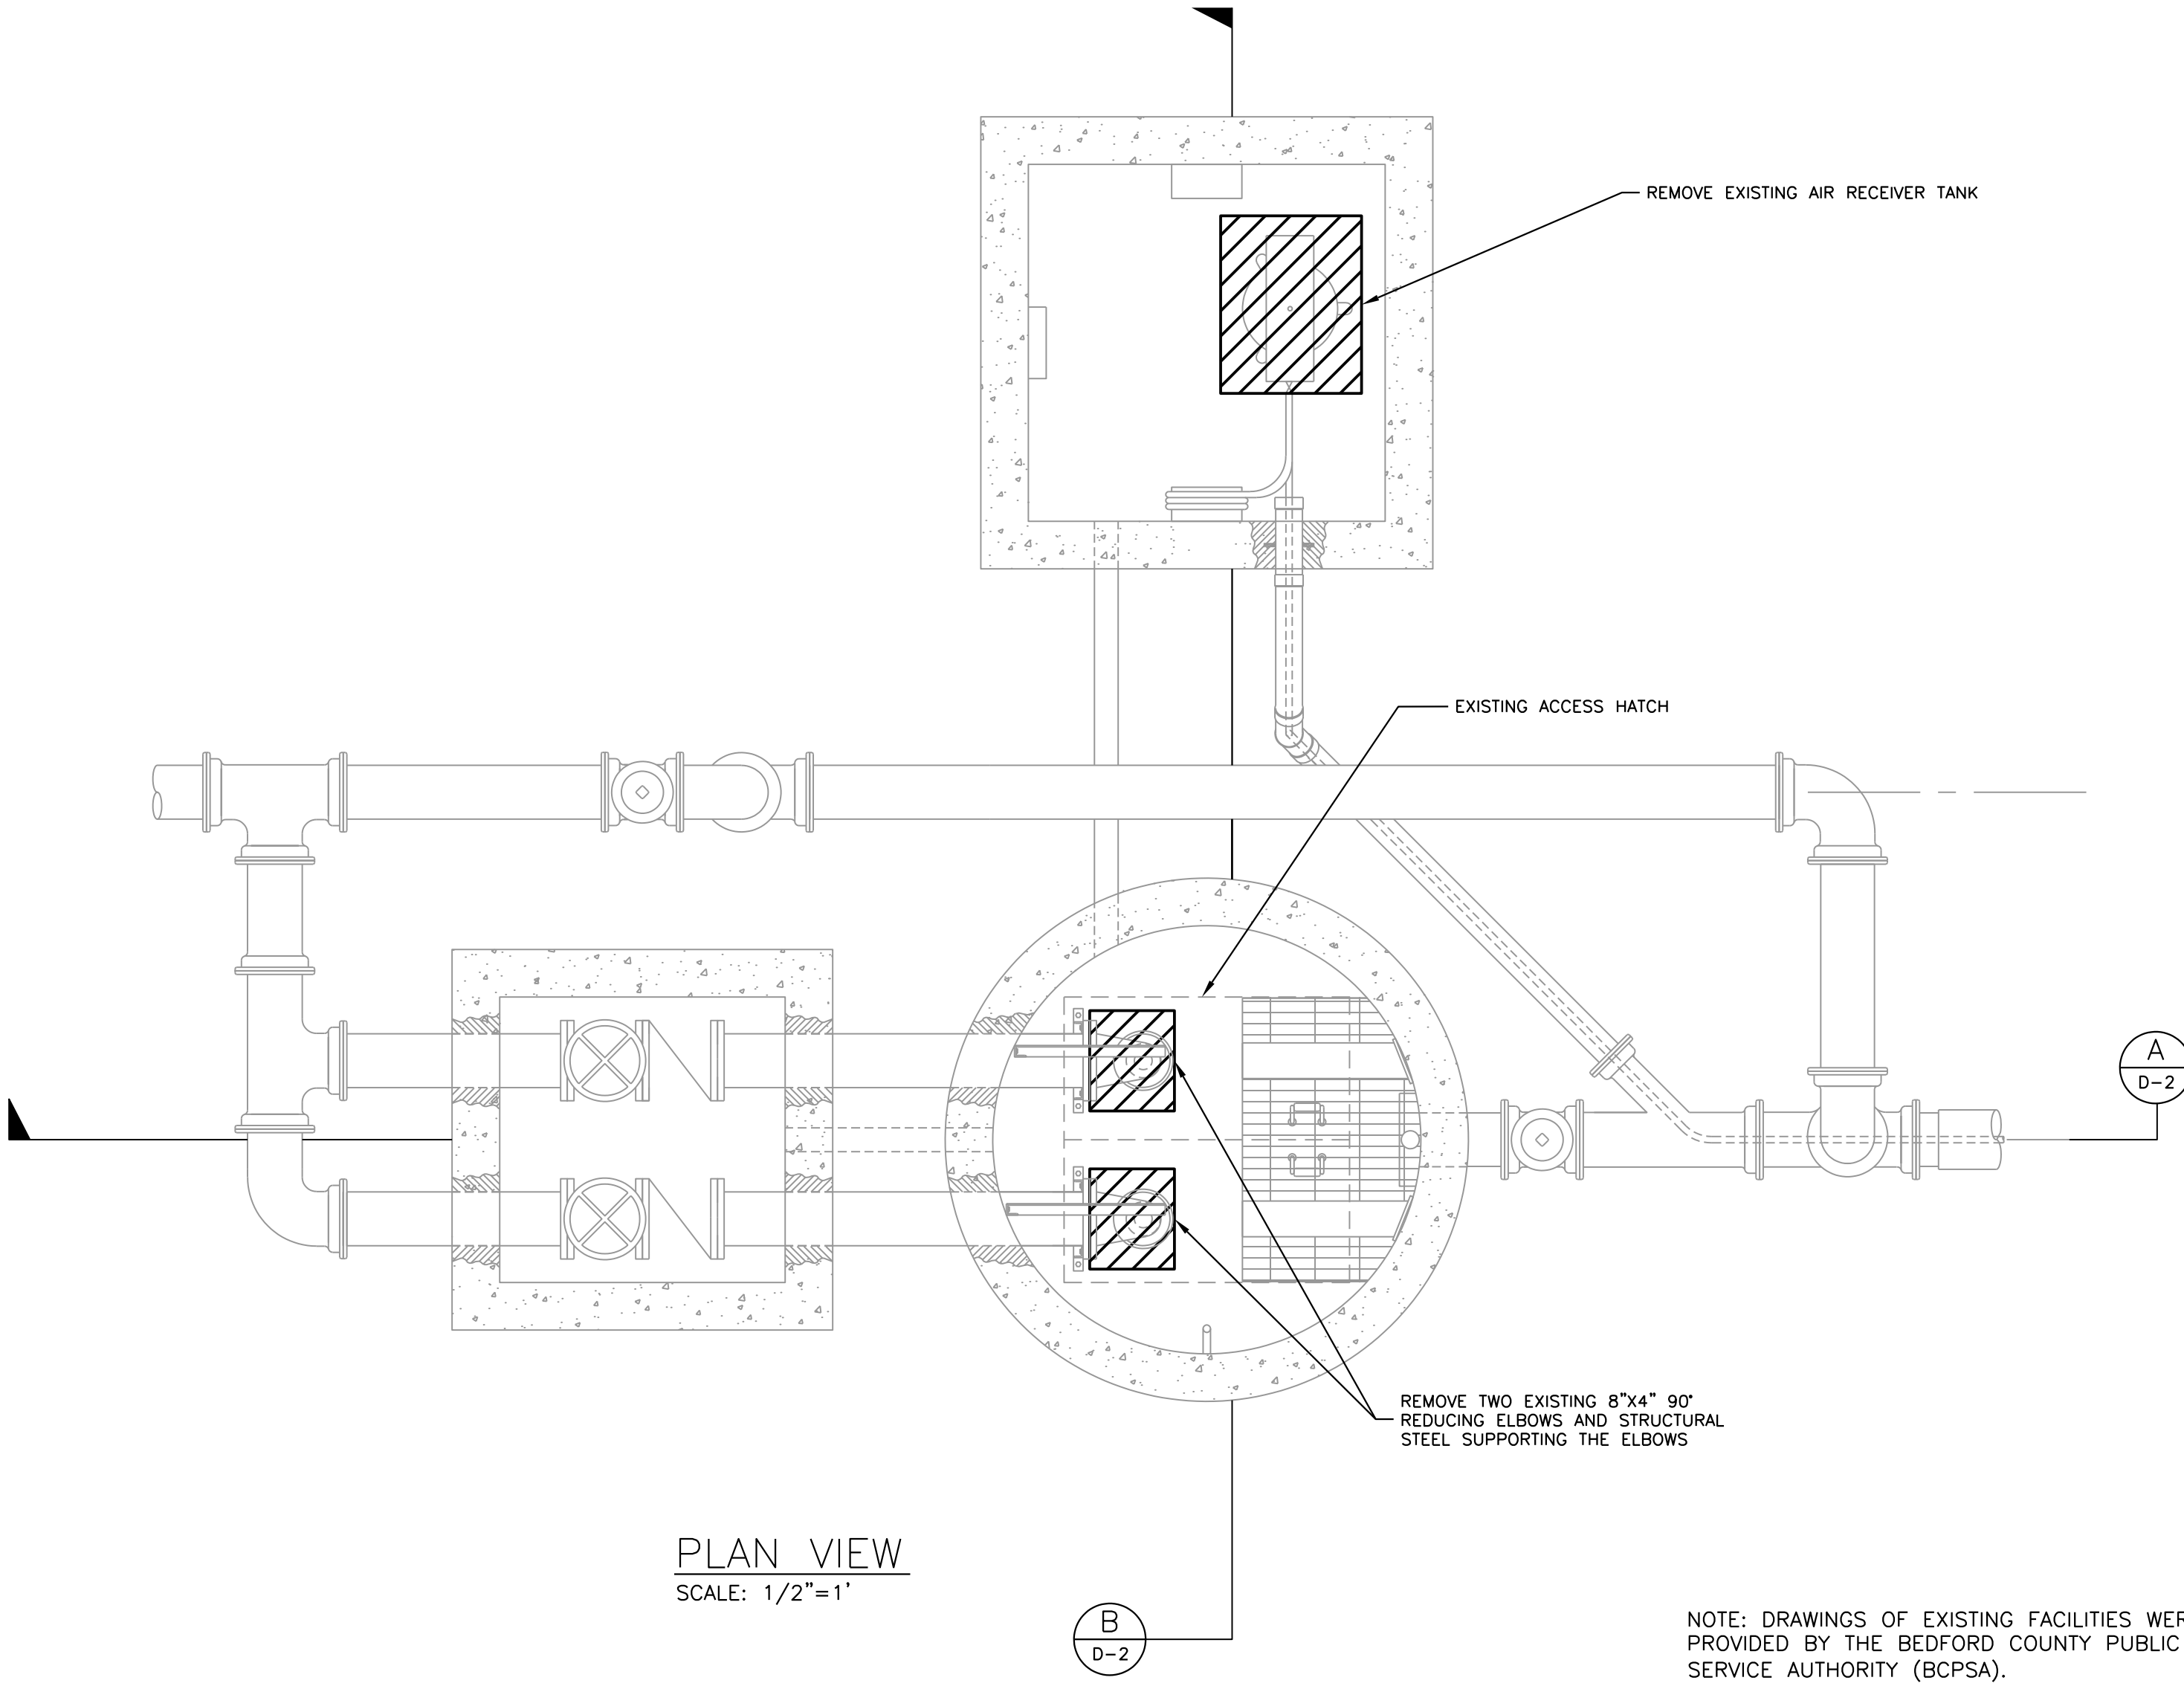 REMOVE EXISTING AIR RECEIVER TANK
EXISTING ACCESS HATCH
A
D-2
REMOVE TWO EXISTING 8"X4" 90°
REDUCING ELBOWS AND STRUCTURAL
STEEL SUPPORTING THE ELBOWS
PLAN VIEW
SCALE: 1/2"=1'
B
D-2
NOTE: DRAWINGS OF EXISTING FACILITIES WER
PROVIDED BY THE BEDFORD COUNTY PUBLIC
SERVICE AUTHORITY (BCPSA).